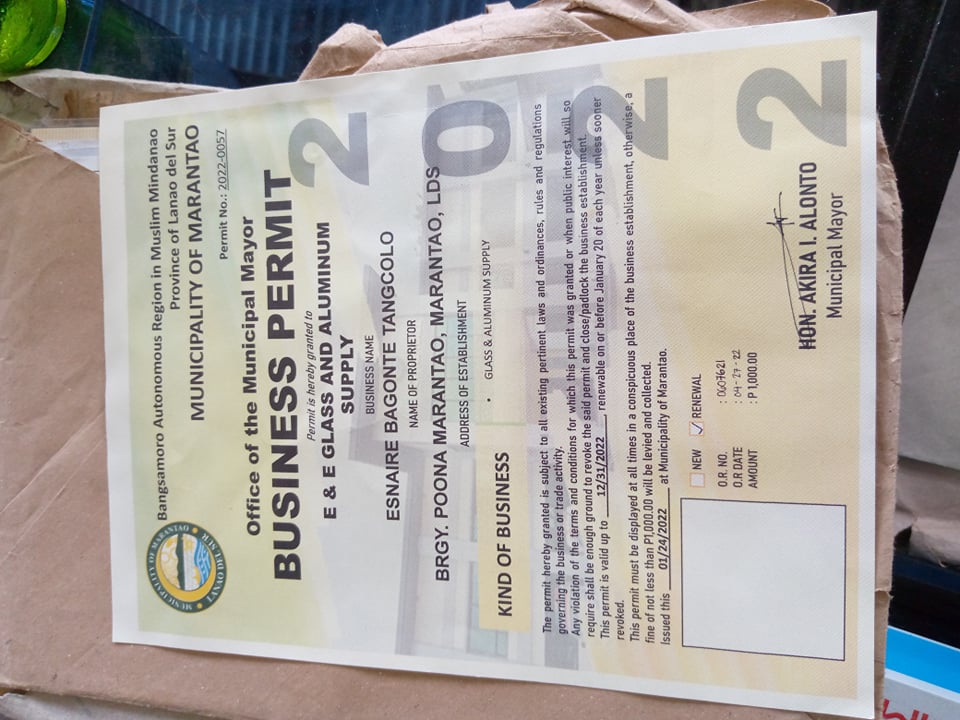 Bangsamoro Autonomous Region in Muslim Mindanao
Province of Lanao del Sur
MUNICIPALITY OF MARANTAO
Permit No.: 2022-0057
MUNICIPALITY OF MARANTAO
Office of the Municipal Mayor
BUSINESS PERMIT
2022
Permit is hereby granted to
E & E GLASS AND ALUMINUM
SUPPLY
BUSINESS NAME
ESNAIRE BAGONTE TANGCOLO
NAME OF PROPRIETOR
BRGY. POONA MARANTAO, MARANTAO, LDS
ADDRESS OF ESTABLISHMENT
KIND OF BUSINESS
• GLASS & ALUMINUM SUPPLY
The permit hereby granted is subject to all existing pertinent laws and ordinances, rules and regulations
governing the business or trade activity.
Any violation of the terms and conditions for which this permit was granted or when public interest will so
require shall be enough ground to revoke the said permit and close/padlock the business establishment.
This permit is valid up to 12/31/2022, renewable on or before January 20 of each year unless sooner
revoked.
This permit must be displayed at all times in a conspicuous place of the business establishment, otherwise, a
fine of not less than P1,000.00 will be levied and collected.
Issued this 01/24/2022 at Municipality of Marantao.
NEW ✓ RENEWAL
O.R. NO. : 0607621
O.R DATE : 04-27-22
AMOUNT : P 1,000.00
HON. AKIRA I. ALONTO
Municipal Mayor